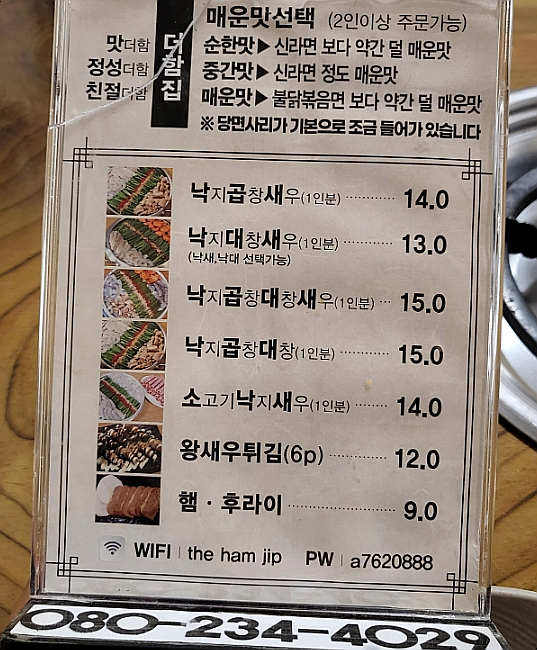 맛더함
정성더함
친절더함
더함집
매운맛선택 (2인이상 주문가능)
순한맛▶ 신라면 보다 약간 덜 매운맛
중간맛▶ 신라면 정도 매운맛
매운맛▶ 불닭볶음면 보다 약간 덜 매운맛
※ 당면사리가 기본으로 조금 들어가 있습니다
낙지곱창새우(1인분) ············ 14.0
낙지대창새우(1인분) ············ 13.0
(낙새,낙대 선택가능)
낙지곱창대창새우(1인분) ··· 15.0
낙지곱창대창(1인분) ············ 15.0
소고기낙지새우(1인분) ·········· 14.0
왕새우튀김(6p) ················ 12.0
햄 · 후라이 ······················ 9.0
WIFI | the ham jip PW | a7620888
080-234-4029